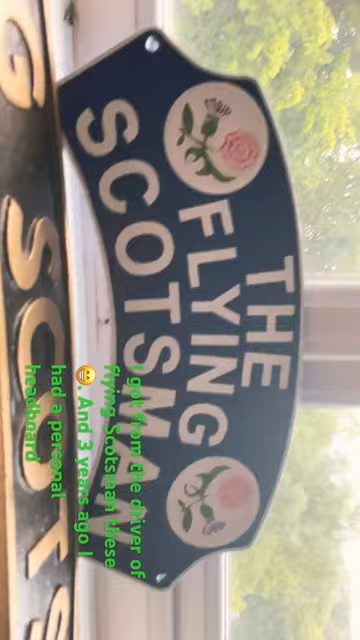 THE
FLYING
SCOTSMAN
G SCOTS
I got from the driver of
flying Scotsman these
😁. And 3 years ago I
had a personal
headboard